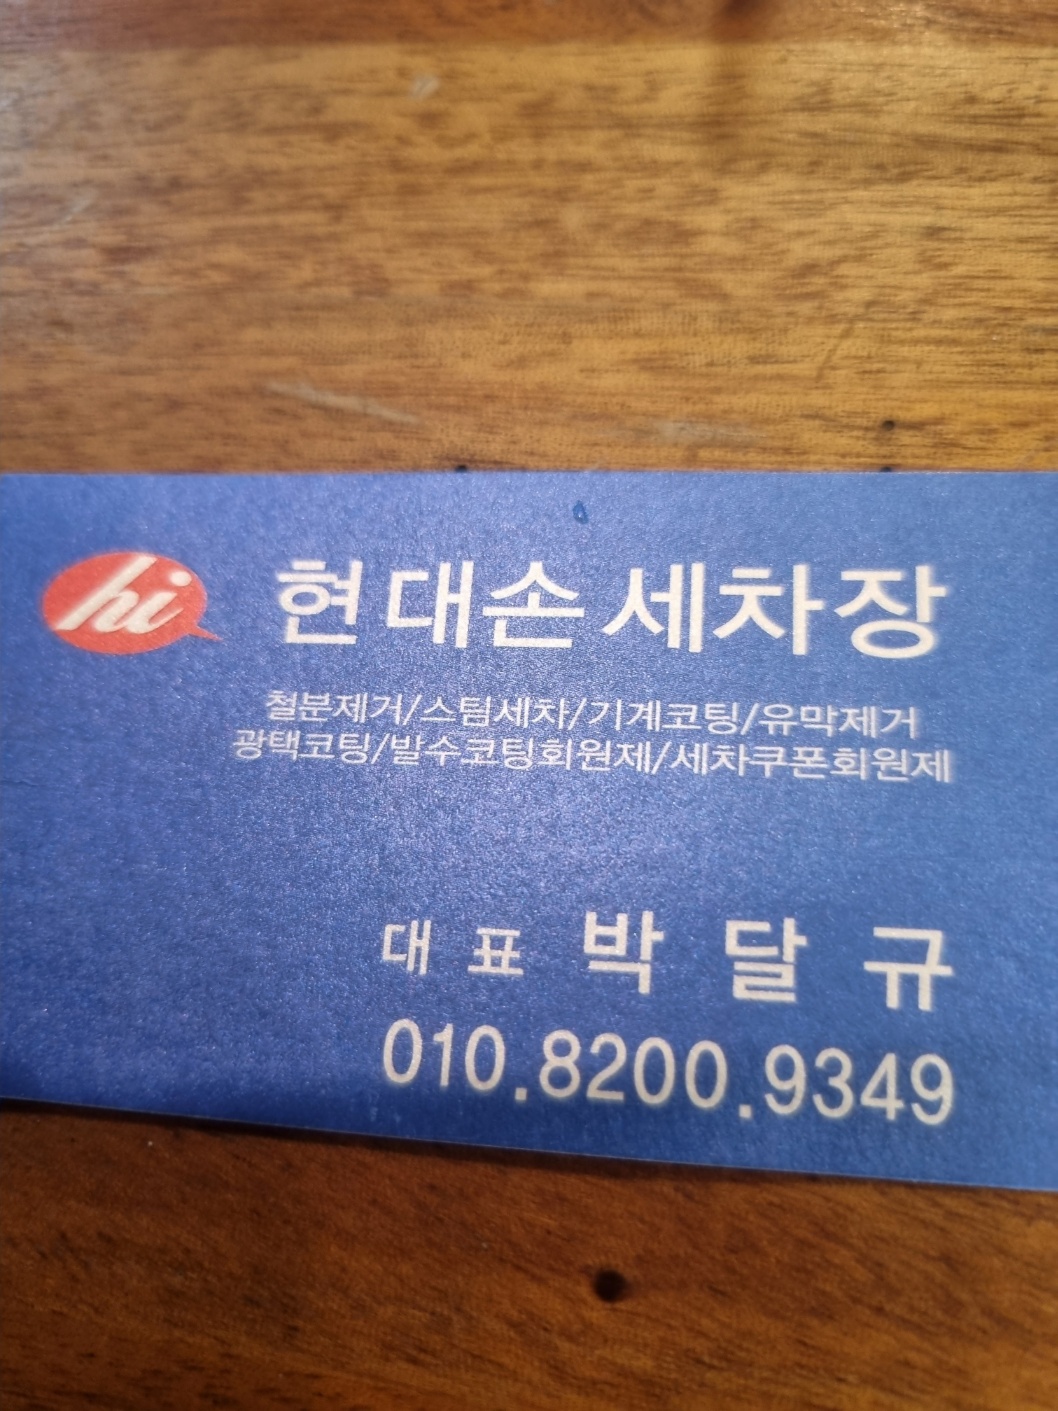 hi
현대손세차장
철분제거/스팀세차/기계코팅/유막제거
광택코팅/발수코팅회원제/세차쿠폰회원제
대표 박달규
010.8200.9349